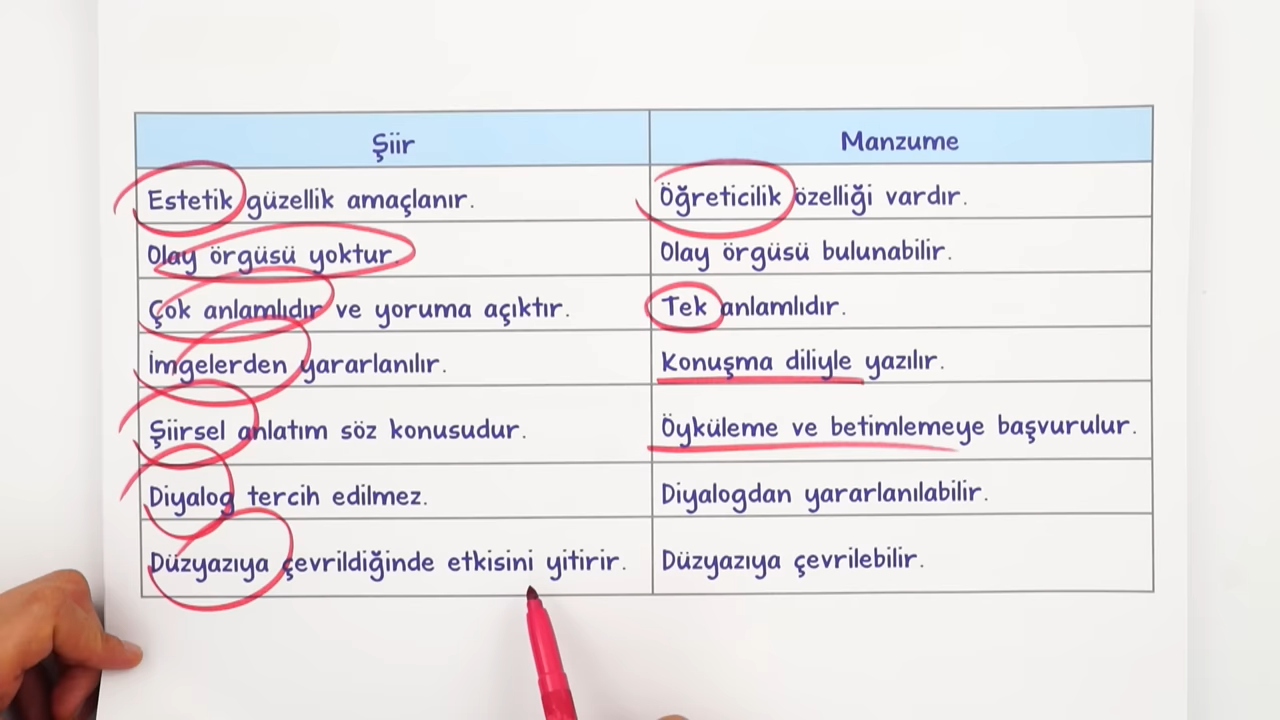 Şiir Manzume
Estetik güzellik amaçlanır. Öğreticilik özelliği vardır.
Olay örgüsü yoktur. Olay örgüsü bulunabilir.
Çok anlamlıdır ve yoruma açıktır. Tek anlamlıdır.
İmgelerden yararlanılır. Konuşma diliyle yazılır.
Şiirsel anlatım söz konusudur. Öyküleme ve betimlemeye başvurulur.
Diyalog tercih edilmez. Diyalogdan yararlanılabilir.
Düzyazıya çevrildiğinde etkisini yitirir. Düzyazıya çevrilebilir.